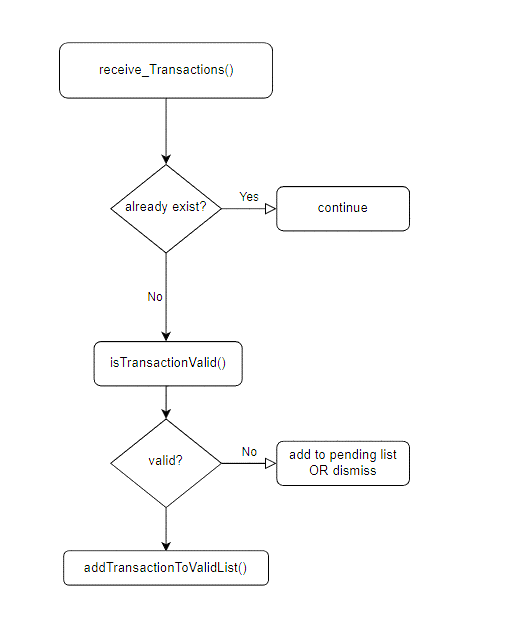 receive_Transactions()
already exist?
Yes
continue
No
isTransactionValid()
valid?
No
add to pending list
OR dismiss
addTransactionToValidList()